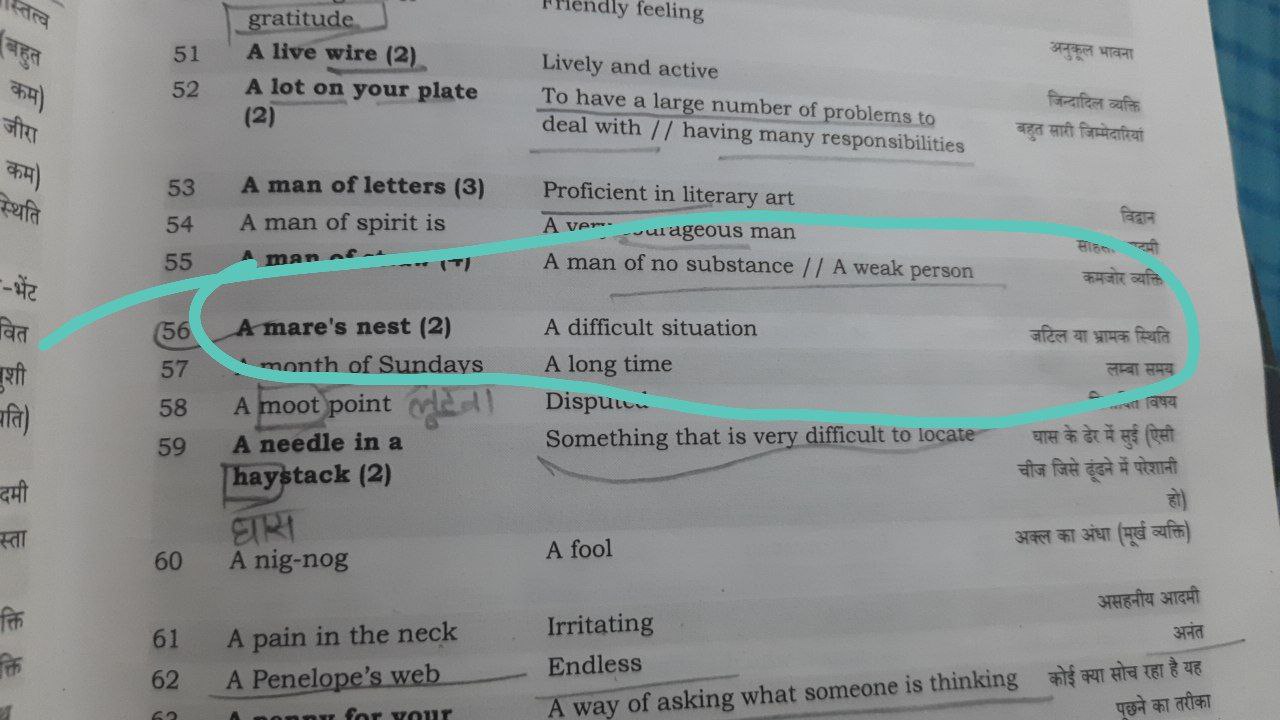 स्तित्व
(बहुत
कम)
जीरा
कम)
स्थिति
-भेंट
वित
दमी
स्ता
क्ति
क्ति
gratitude
Friendly feeling
अनुकूल भावना
51 A live wire (2) Lively and active
जिन्दादिल व्यक्ति
52 A lot on your plate To have a large number of problems to
(2) deal with // having many responsibilities
बहुत सारी जिम्मेदारियां
53 A man of letters (3) Proficient in literary art
विद्वान
54 A man of spirit is A very courageous man
55 A man of straw (4) A man of no substance // A weak person
कमजोर व्यक्ति
56 A mare's nest (2) A difficult situation जटिल या भ्रामक स्थिति
57 A month of Sundays A long time लम्बा समय
58 A moot point लूटना Disputed विषय
59 A needle in a Something that is very difficult to locate घास के ढेर में सुई (ऐसी
haystack (2) चीज जिसे ढूंढने में परेशानी
हो)
घास
60 A nig-nog A fool अक्ल का अंधा (मूर्ख व्यक्ति)
61 A pain in the neck Irritating असहनीय आदमी
62 A Penelope's web Endless अनंत
63 A penny for your A way of asking what someone is thinking कोई क्या सोच रहा है यह
पूछने का तरीका